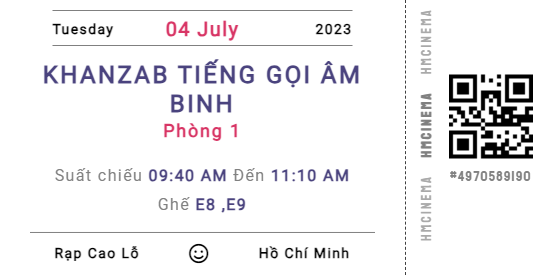 Tuesday 04 July 2023
KHANZAB TIẾNG GỌI ÂM
BINH
Phòng 1
Suất chiếu 09:40 AM Đến 11:10 AM
Ghế E8 ,E9
Rạp Cao Lỗ Hồ Chí Minh
HMCINEMA
HMCINEMA
HMCINEMA
#4970589190